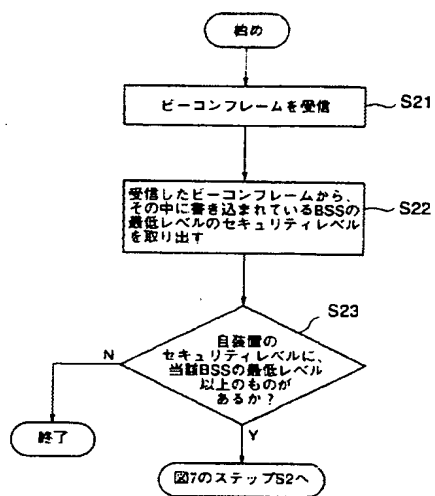 始め
ビーコンフレームを受信
S21
受信したビーコンフレームから、
その中に書き込まれているBSSの
最低レベルのセキュリティレベル
を取り出す
S22
S23
自装置の
セキュリティレベルに、
当該BSSの最低レベル
以上のものが
あるか?
N
Y
終了
図7のステップS2へ